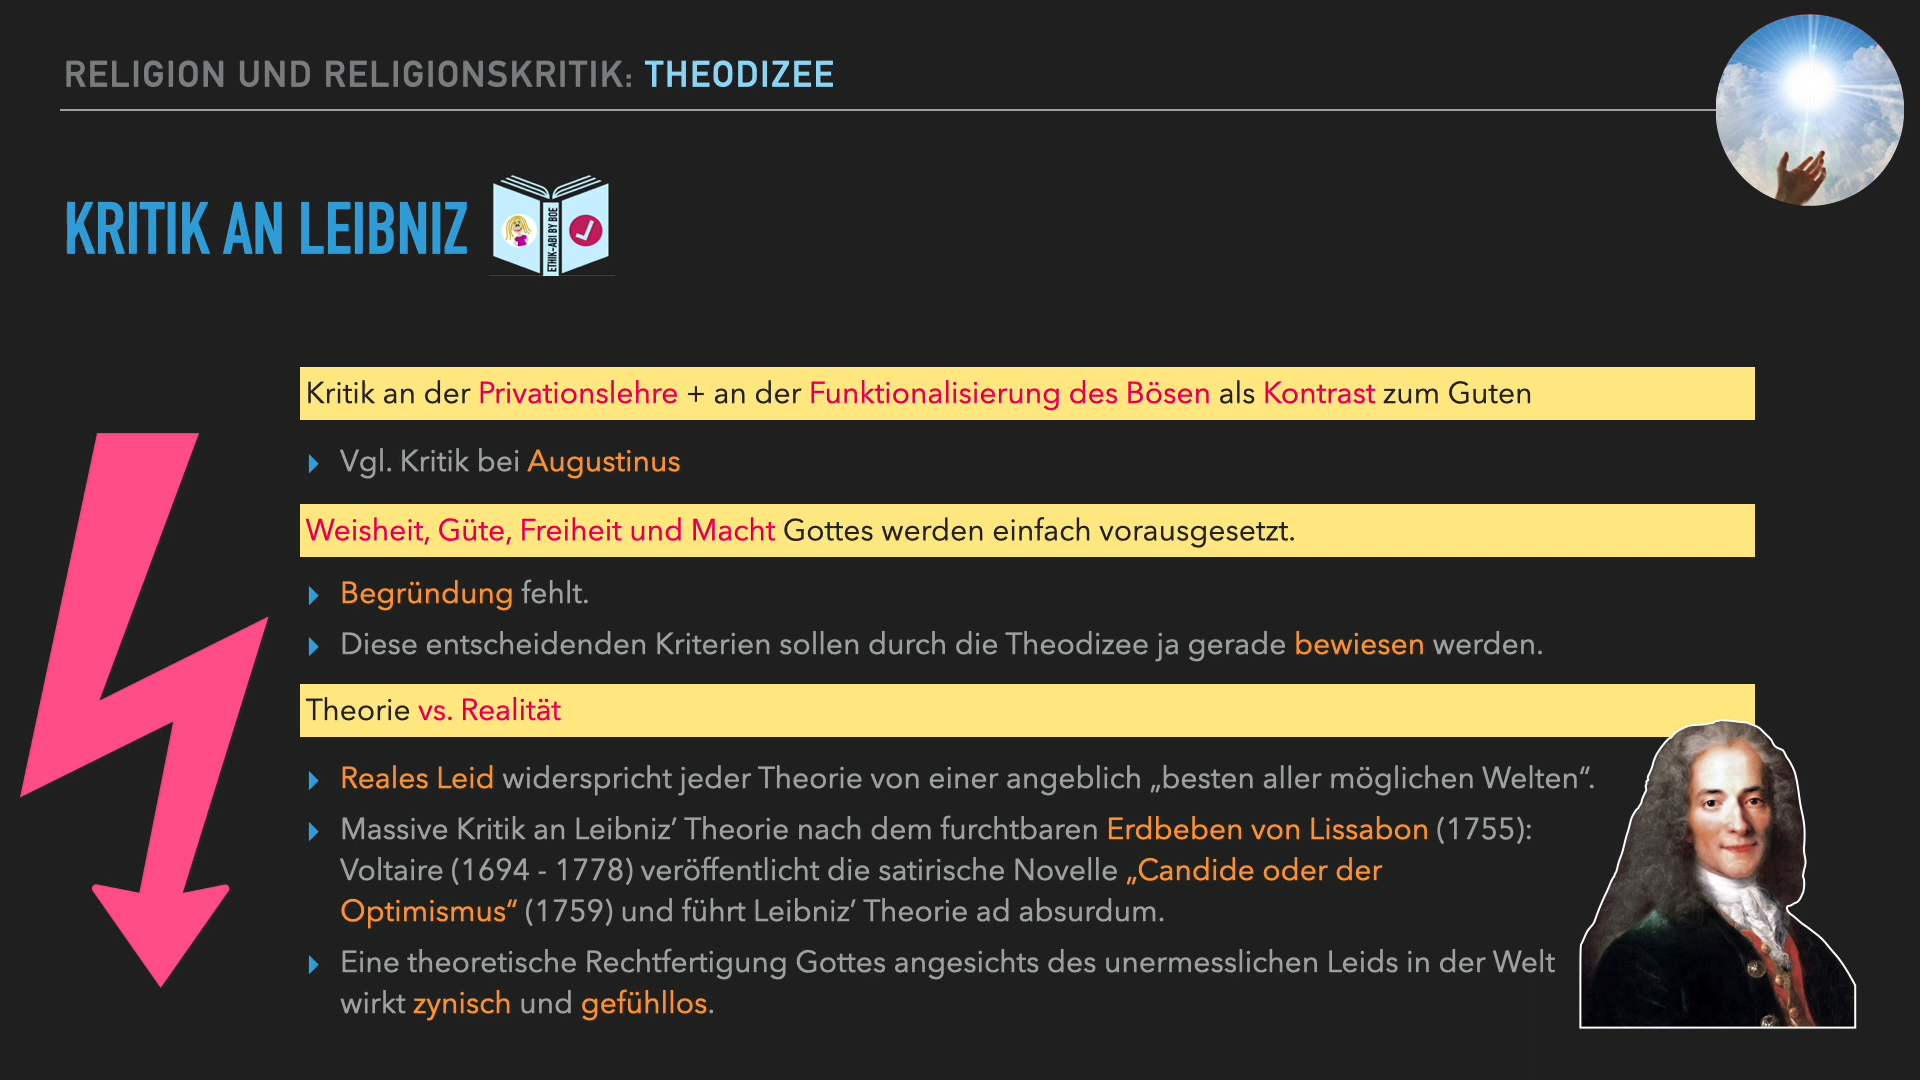 RELIGION UND RELIGIONSKRITIK: THEODIZEE
KRITIK AN LEIBNIZ
ETHIK-ABI BY BOE
Kritik an der Privationslehre + an der Funktionalisierung des Bösen als Kontrast zum Guten
Vgl. Kritik bei Augustinus
Weisheit, Güte, Freiheit und Macht Gottes werden einfach vorausgesetzt.
Begründung fehlt.
Diese entscheidenden Kriterien sollen durch die Theodizee ja gerade bewiesen werden.
Theorie vs. Realität
Reales Leid widerspricht jeder Theorie von einer angeblich „besten aller möglichen Welten“.
Massive Kritik an Leibniz’ Theorie nach dem furchtbaren Erdbeben von Lissabon (1755):
Voltaire (1694 - 1778) veröffentlicht die satirische Novelle „Candide oder der
Optimismus“ (1759) und führt Leibniz’ Theorie ad absurdum.
Eine theoretische Rechtfertigung Gottes angesichts des unermesslichen Leids in der Welt
wirkt zynisch und gefühllos.